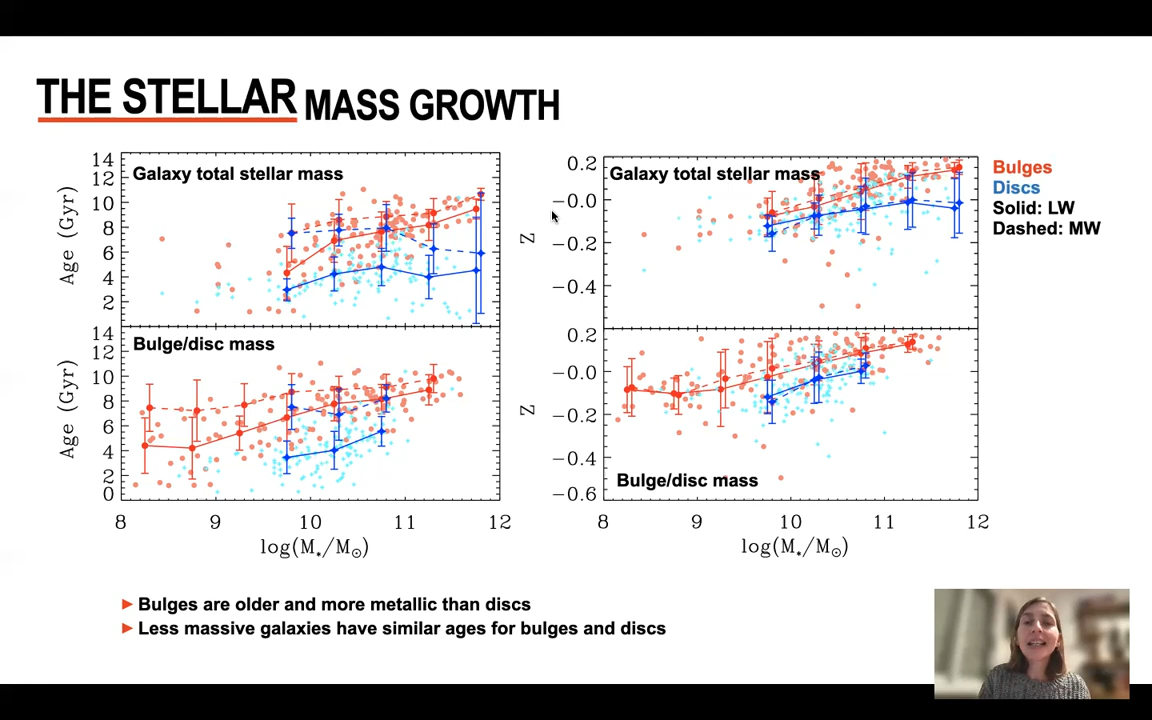 THE STELLAR MASS GROWTH
14
12
10
8
6
4
2
Age (Gyr)
Galaxy total stellar mass
14
12
10
8
6
4
2
0
Age (Gyr)
Bulge/disc mass
8 9 10 11 12
log(M*/M☉)
0.2
−0.0
−0.2
−0.4
Z
Galaxy total stellar mass
0.2
−0.0
−0.2
−0.4
−0.6
Z
Bulge/disc mass
8 9 10 11 12
log(M*/M☉)
Bulges
Discs
Solid: LW
Dashed: MW
Bulges are older and more metallic than discs
Less massive galaxies have similar ages for bulges and discs